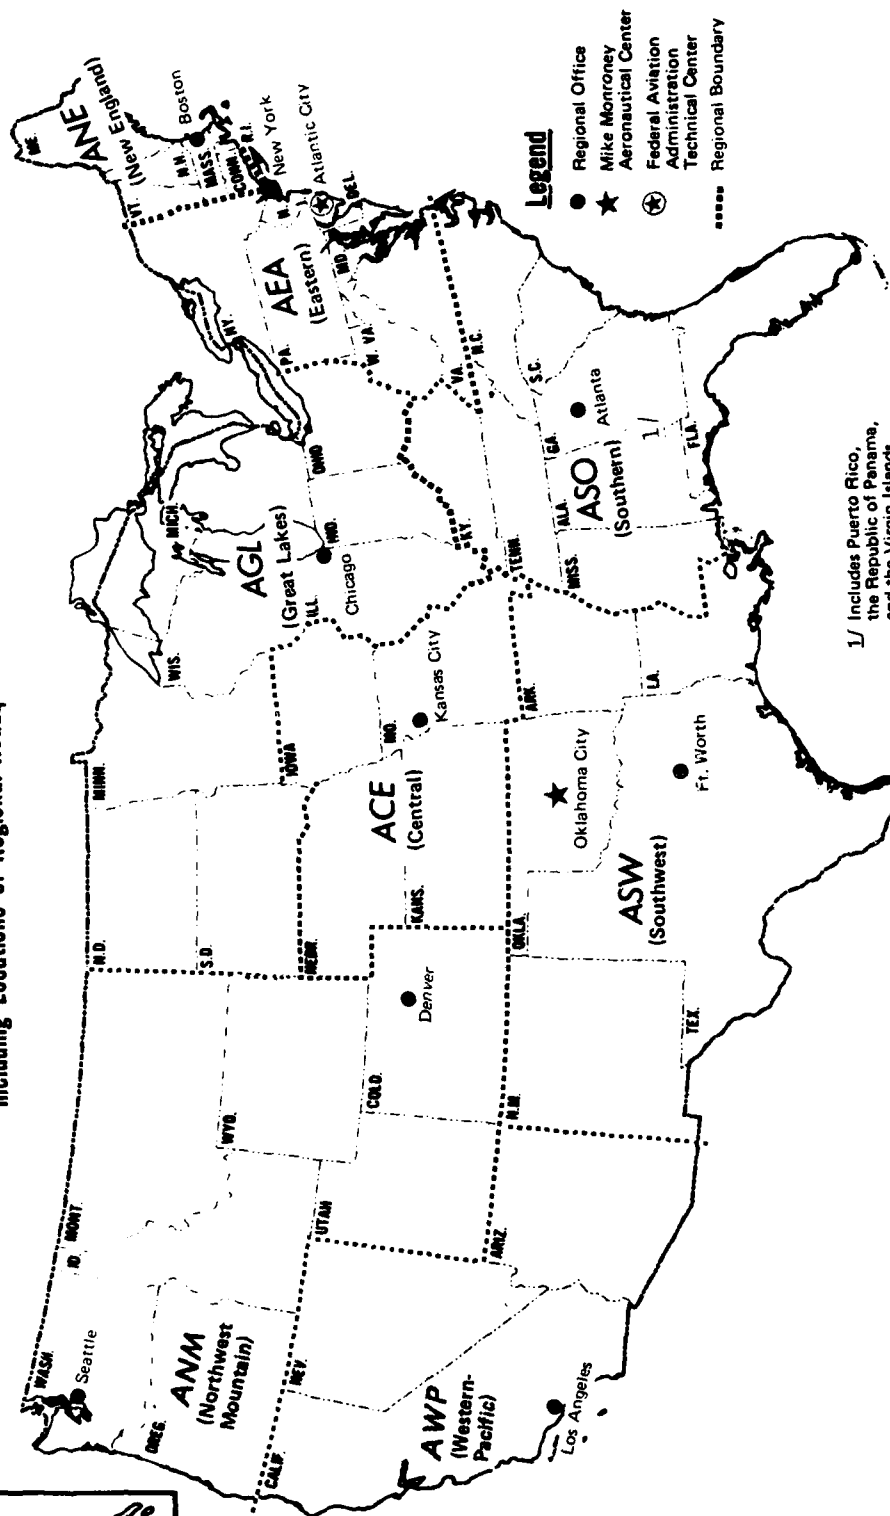 Including Locations of Regional
WASH.
Seattle
OREG.
ANM
(Northwest
Mountain)
ID.
MONT.
WYO.
CALIF.
NEV.
UTAH
COLO.
Denver
AWP
(Western-
Pacific)
Los Angeles
ARIZ.
N.M.
N.D.
S.D.
NEBR.
KANS.
ACE
(Central)
MINN.
IOWA
MO.
Kansas City
OKLA.
Oklahoma City
ASW
(Southwest)
TEX.
Ft. Worth
ARK.
LA.
WIS.
MICH.
AGL
(Great Lakes)
ILL.
Chicago
IND.
OHIO
KY.
TENN.
MISS.
ALA.
GA.
ASO
(Southern)
1/
Atlanta
FLA.
S.C.
N.C.
VA.
W. VA.
PA.
N.Y.
AEA
(Eastern)
MD.
DEL.
N.J.
Atlantic City
New York
VT.
N.H.
MASS.
CONN.
R.I.
Boston
ME.
ANE
(New England)
Legend
Regional Office
Mike Monroney
Aeronautical Center
Federal Aviation
Administration
Technical Center
Regional Boundary
1/ Includes Puerto Rico,
the Republic of Panama,
and the Virgin Islands